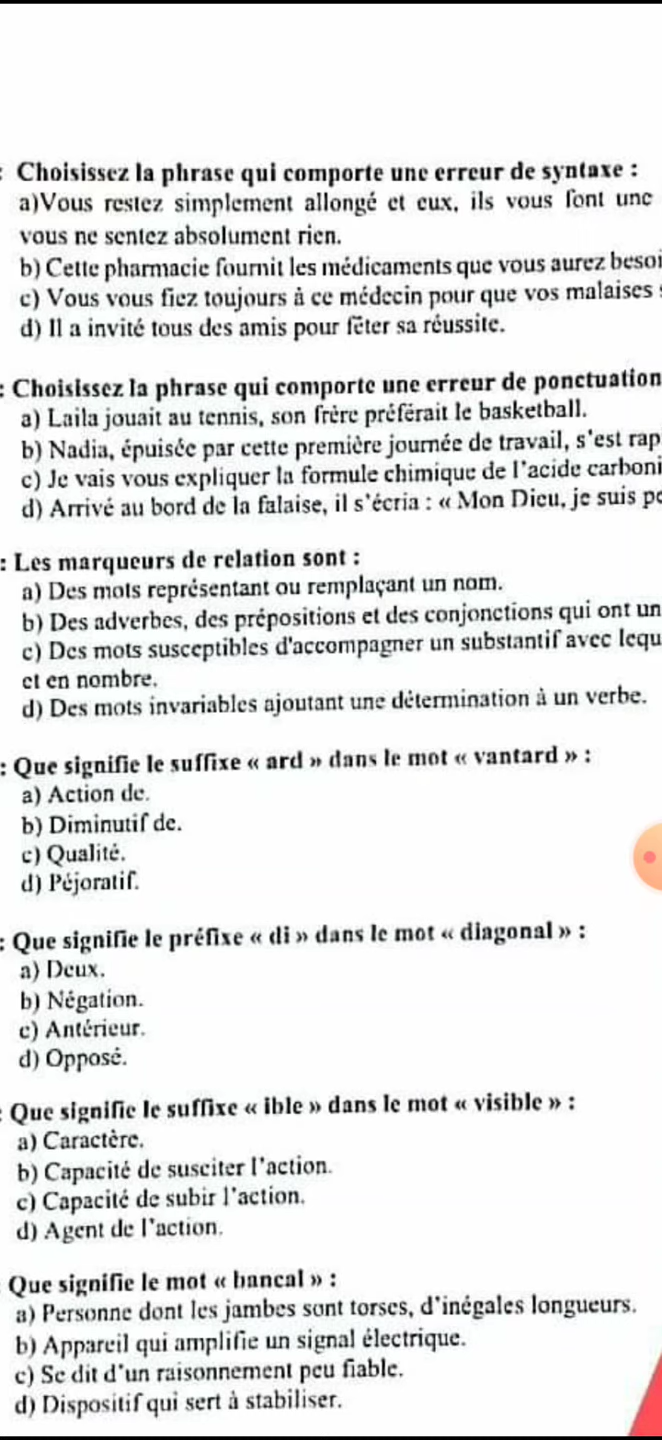 : Choisissez la phrase qui comporte une erreur de syntaxe :
a)Vous restez simplement allongé et eux, ils vous font une
vous ne sentez absolument rien.
b) Cette pharmacie fournit les médicaments que vous aurez besoi
c) Vous vous fiez toujours à ce médecin pour que vos malaises
d) Il a invité tous des amis pour fêter sa réussite.
: Choisissez la phrase qui comporte une erreur de ponctuation
a) Laila jouait au tennis, son frère préférait le basketball.
b) Nadia, épuisée par cette première journée de travail, s'est rap
c) Je vais vous expliquer la formule chimique de l'acide carboni
d) Arrivé au bord de la falaise, il s'écria : « Mon Dieu, je suis pe
: Les marqueurs de relation sont :
a) Des mots représentant ou remplaçant un nom.
b) Des adverbes, des prépositions et des conjonctions qui ont un
c) Des mots susceptibles d'accompagner un substantif avec lequ
et en nombre.
d) Des mots invariables ajoutant une détermination à un verbe.
: Que signifie le suffixe « ard » dans le mot « vantard » :
a) Action de.
b) Diminutif de.
c) Qualité.
d) Péjoratif.
: Que signifie le préfixe « di » dans le mot « diagonal » :
a) Deux.
b) Négation.
c) Antérieur.
d) Opposé.
: Que signifie le suffixe « ible » dans le mot « visible » :
a) Caractère.
b) Capacité de susciter l'action.
c) Capacité de subir l'action.
d) Agent de l'action.
Que signifie le mot « bancal » :
a) Personne dont les jambes sont torses, d'inégales longueurs.
b) Appareil qui amplifie un signal électrique.
c) Se dit d'un raisonnement peu fiable.
d) Dispositif qui sert à stabiliser.